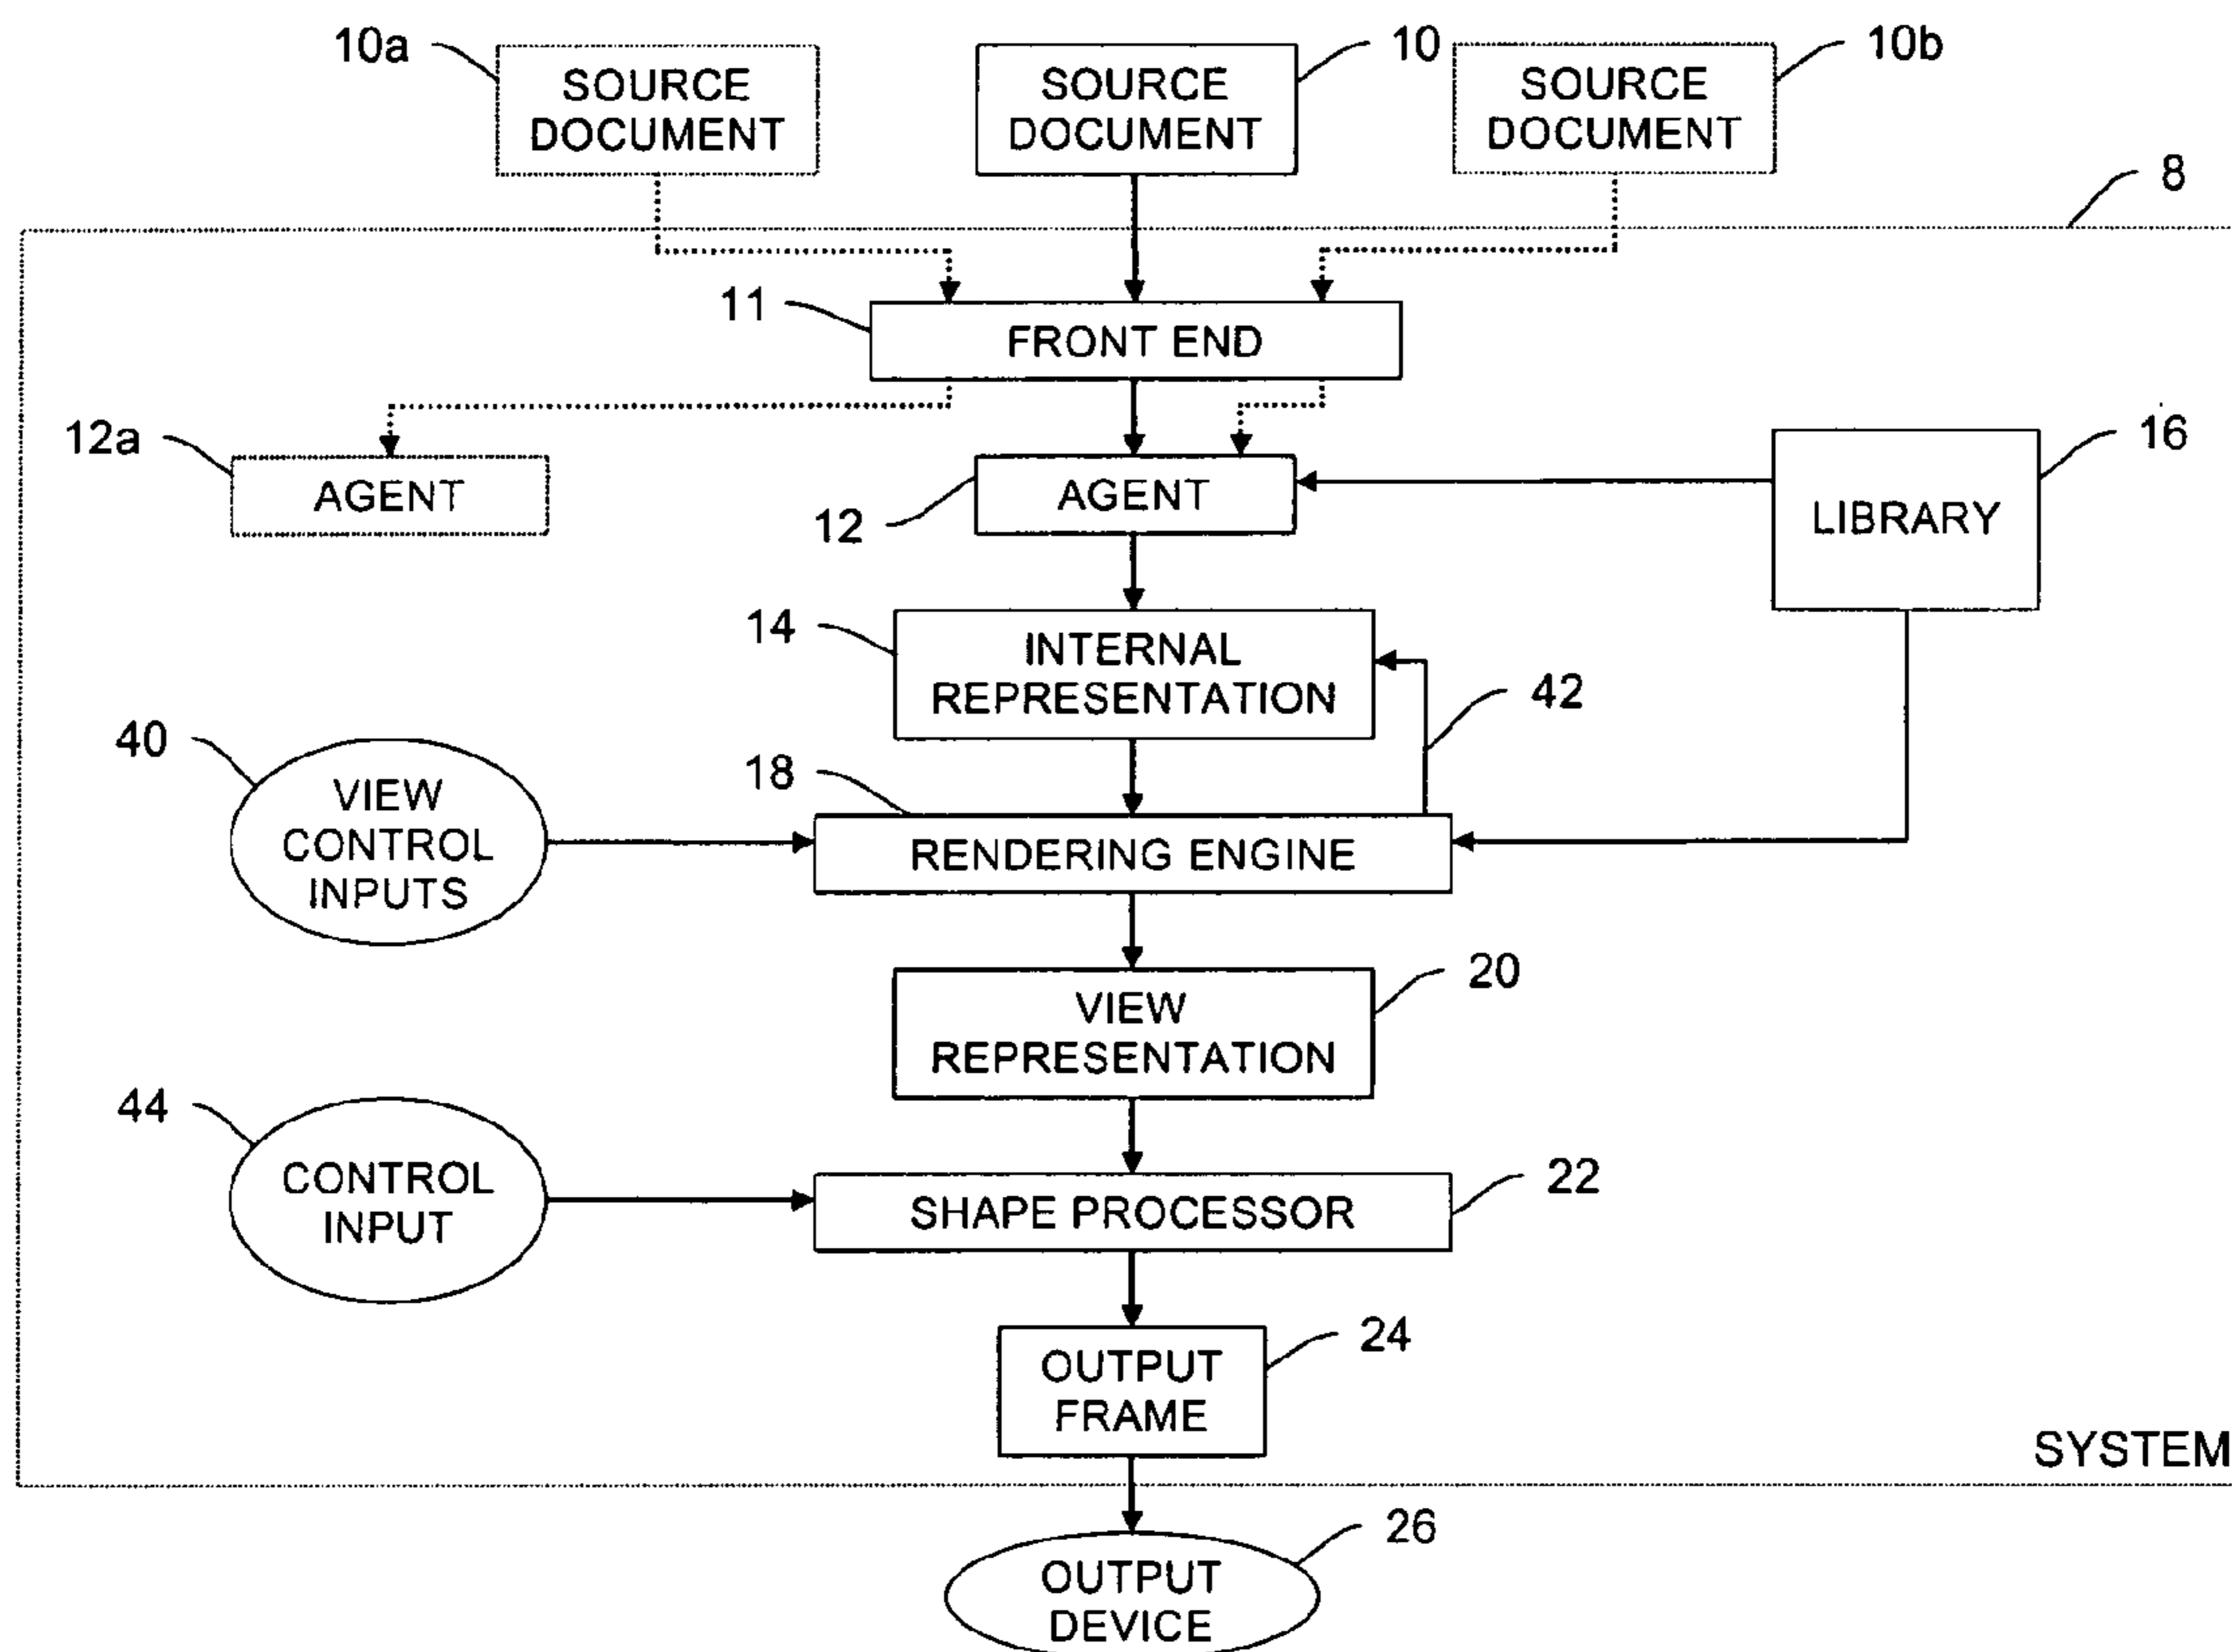 10a
SOURCE
DOCUMENT
10
SOURCE
DOCUMENT
10b
SOURCE
DOCUMENT
8
11
FRONT END
12a
AGENT
12
AGENT
16
LIBRARY
14
INTERNAL
REPRESENTATION
42
40
VIEW
CONTROL
INPUTS
18
RENDERING ENGINE
20
VIEW
REPRESENTATION
44
CONTROL
INPUT
22
SHAPE PROCESSOR
24
OUTPUT
FRAME
SYSTEM
26
OUTPUT
DEVICE